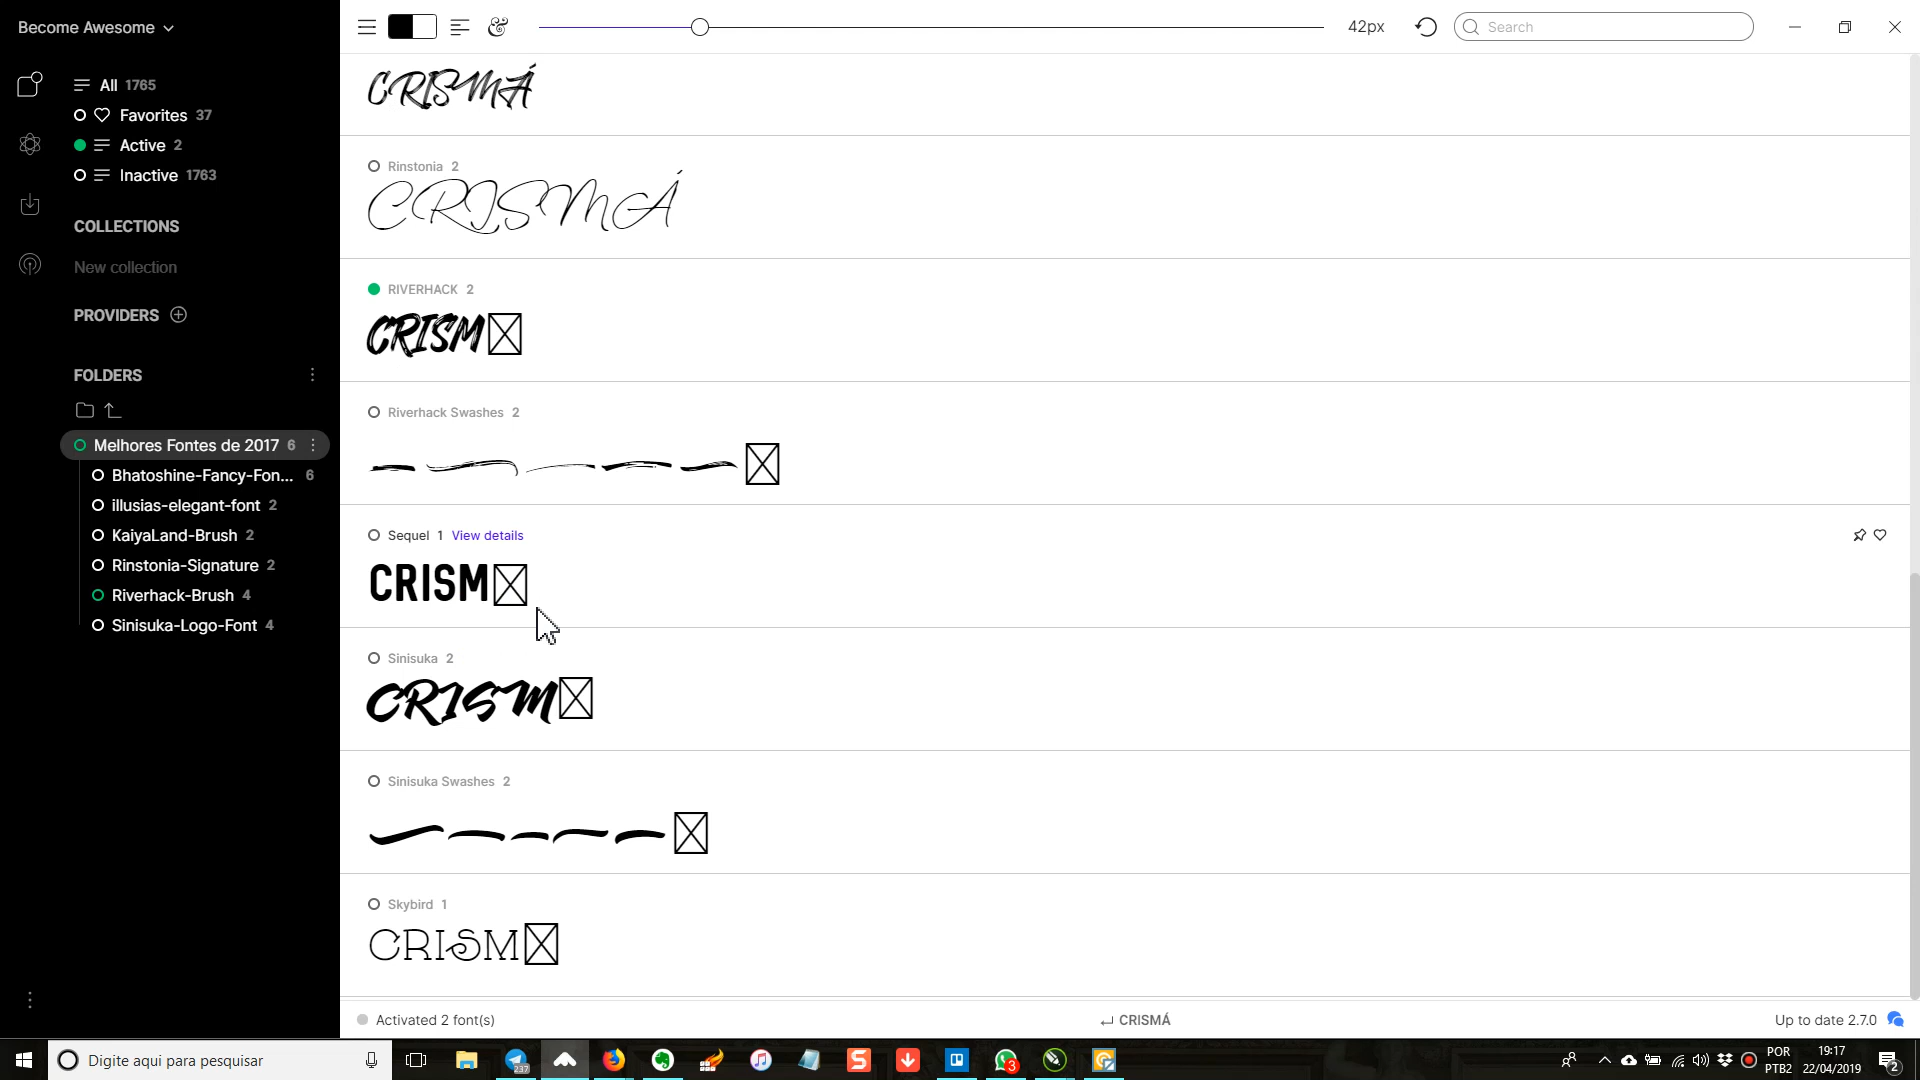 Become Awesome
42px
Search
All 1765
Favorites 37
Active 2
Inactive 1763
COLLECTIONS
New collection
PROVIDERS
FOLDERS
Melhores Fontes de 2017 6
Bhatoshine-Fancy-Fon... 6
illusias-elegant-font 2
KaiyaLand-Brush 2
Rinstonia-Signature 2
Riverhack-Brush 4
Sinisuka-Logo-Font 4
CRISMÁ
Rinstonia 2
CRISMÁ
RIVERHACK 2
CRISM
Riverhack Swashes 2
Sequel 1 View details
CRISM
Sinisuka 2
CRISM
Sinisuka Swashes 2
Skybird 1
CRISM
Activated 2 font(s)
CRISMÁ
Up to date 2.7.0
Digite aqui para pesquisar
237
3
POR
PTB2
19:17
22/04/2019
2